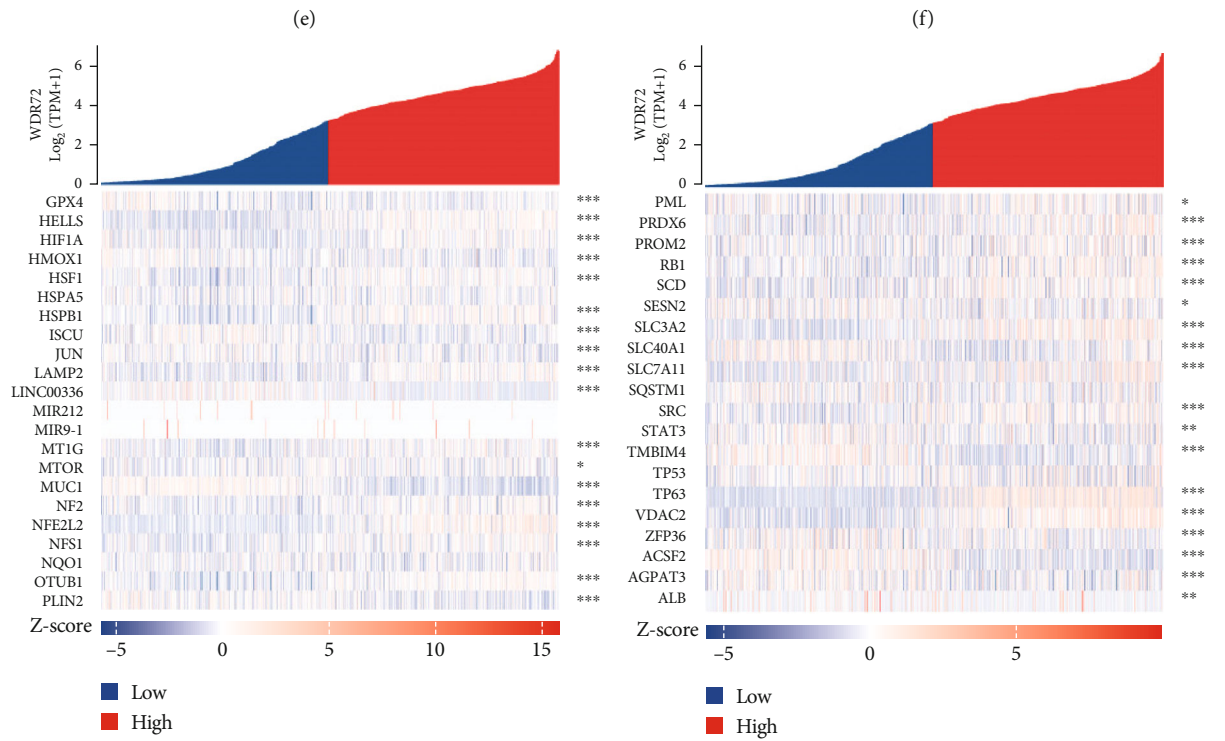 (e)
WDR72
Log2 (TPM+1)
6
4
2
0
GPX4 ***
HELLS ***
HIF1A ***
HMOX1 ***
HSF1 ***
HSPA5
HSPB1 ***
ISCU ***
JUN ***
LAMP2 ***
LINC00336 ***
MIR212
MIR9-1
MT1G ***
MTOR *
MUC1 ***
NF2 ***
NFE2L2 ***
NFS1 ***
NQO1
OTUB1 ***
PLIN2 ***
Z-score
–5 0 5 10 15
Low
High
(f)
WDR72
Log2 (TPM+1)
6
4
2
0
PML *
PRDX6 ***
PROM2 ***
RB1 ***
SCD ***
SESN2 *
SLC3A2 ***
SLC40A1 ***
SLC7A11 ***
SQSTM1
SRC ***
STAT3 **
TMBIM4 ***
TP53
TP63 ***
VDAC2 ***
ZFP36 ***
ACSF2 ***
AGPAT3 ***
ALB **
Z-score
–5 0 5
Low
High